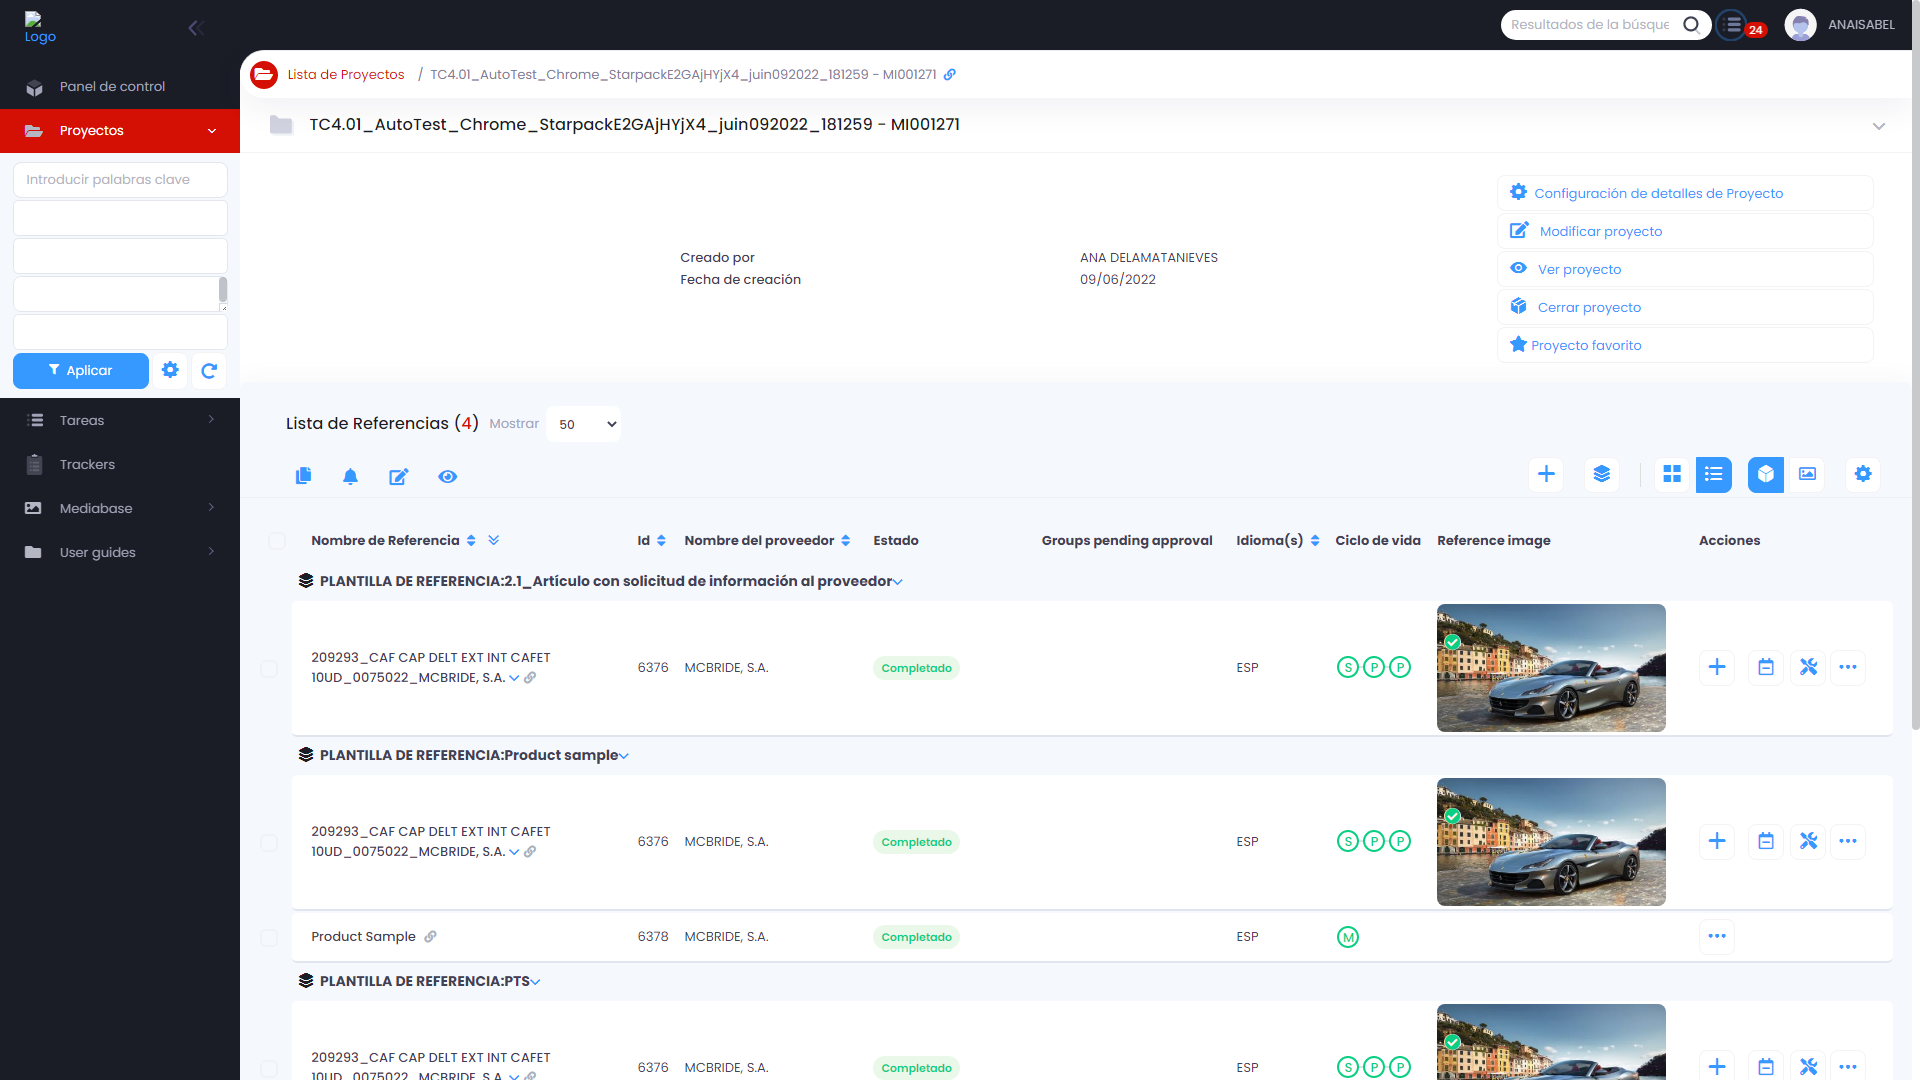 Logo
Resultados de la búsque
24
ANAISABEL
Panel de control
Proyectos
Introducir palabras clave
Aplicar
Tareas
Trackers
Mediabase
User guides
Lista de Proyectos / TC4.01_AutoTest_Chrome_StarpackE2GAjHYjX4_juin092022_181259 - MI001271
TC4.01_AutoTest_Chrome_StarpackE2GAjHYjX4_juin092022_181259 - MI001271
Creado por ANA DELAMATANIEVES
Fecha de creación 09/06/2022
Configuración de detalles de Proyecto
Modificar proyecto
Ver proyecto
Cerrar proyecto
Proyecto favorito
Lista de Referencias (4) Mostrar 50
Nombre de Referencia Id Nombre del proveedor Estado Groups pending approval Idioma(s) Ciclo de vida Reference image Acciones
PLANTILLA DE REFERENCIA:2.1_Artículo con solicitud de información al proveedor
209293_CAF CAP DELT EXT INT CAFET
10UD_0075022_MCBRIDE, S.A.
6376 MCBRIDE, S.A. Completado ESP S P P
PLANTILLA DE REFERENCIA:Product sample
209293_CAF CAP DELT EXT INT CAFET
10UD_0075022_MCBRIDE, S.A.
6376 MCBRIDE, S.A. Completado ESP S P P
Product Sample 6378 MCBRIDE, S.A. Completado ESP M
PLANTILLA DE REFERENCIA:PTS
209293_CAF CAP DELT EXT INT CAFET
10UD_0075022_MCBRIDE, S.A.
6376 MCBRIDE, S.A. Completado ESP S P P